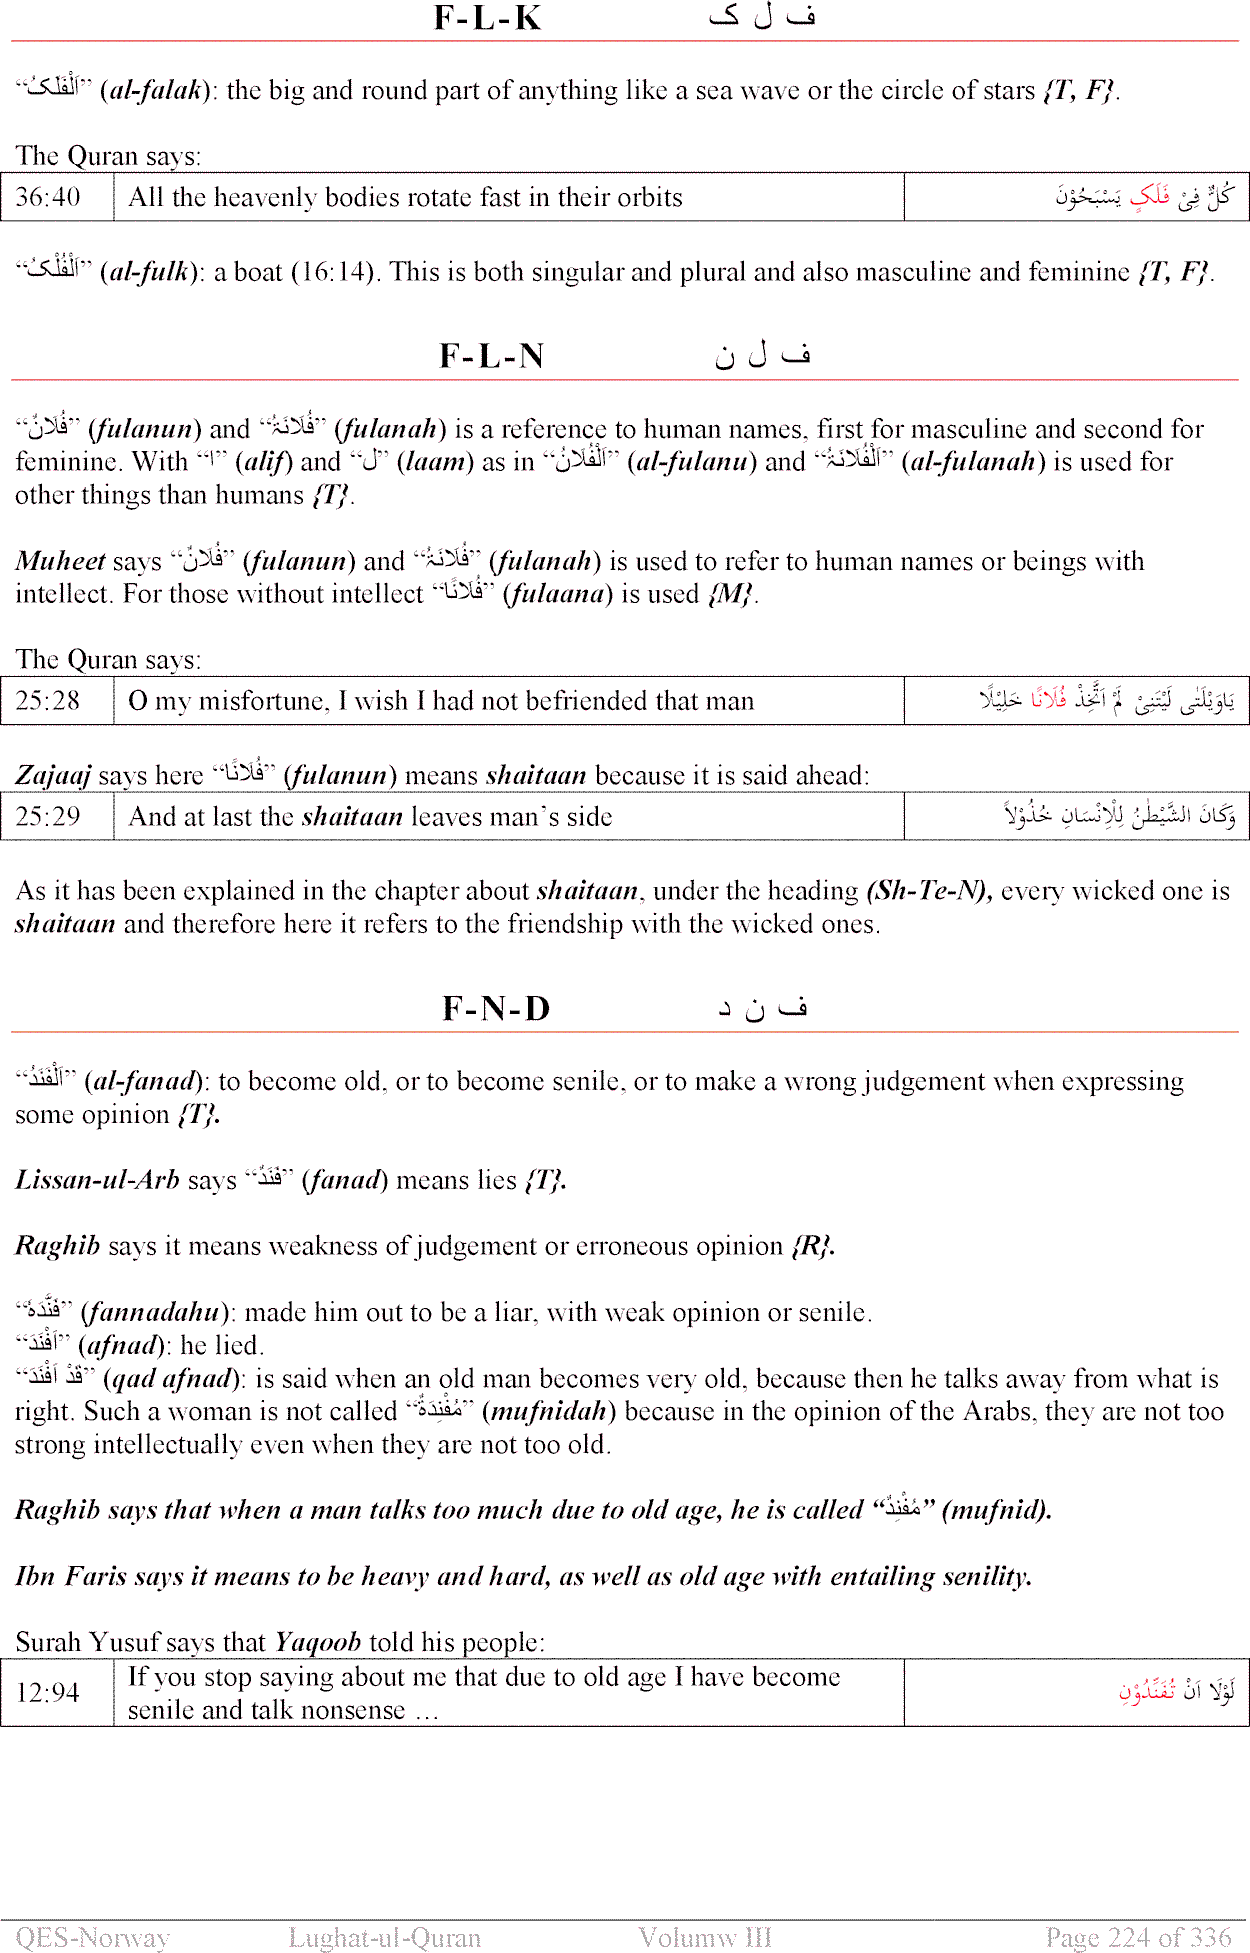 F-L-K ف ل ک
“اَلْفَلَکُ” (al-falak): the big and round part of anything like a sea wave or the circle of stars {T, F}.
The Quran says:
36:40 All the heavenly bodies rotate fast in their orbits کُلٌّ فِیْ فَلَکٍ یَسْبَحُوْنَ
“اَلْفُلْکُ” (al-fulk): a boat (16:14). This is both singular and plural and also masculine and feminine {T, F}.
F-L-N ف ل ن
“فُلَانٌ” (fulanun) and “فُلَانَۃُ” (fulanah) is a reference to human names, first for masculine and second for
feminine. With “ا” (alif) and “ل” (laam) as in “اَلْفُلَانُ” (al-fulanu) and “اَلْفُلَانَۃُ” (al-fulanah) is used for
other things than humans {T}.
Muheet says “فُلَانٌ” (fulanun) and “فُلَانَۃُ” (fulanah) is used to refer to human names or beings with
intellect. For those without intellect “فُلَانًا” (fulaana) is used {M}.
The Quran says:
25:28 O my misfortune, I wish I had not befriended that man یَاوَیْلَتٰی لَیْتَنِیْ لَمْ اَتَّخِذْ فُلَانًا خَلِیْلًا
Zajaaj says here “فُلَانًا” (fulanun) means shaitaan because it is said ahead:
25:29 And at last the shaitaan leaves man’s side وَکَانَ الشَّیْطٰنُ لِلْاِنْسَانِ خُذُوْلاً
As it has been explained in the chapter about shaitaan, under the heading (Sh-Te-N), every wicked one is
shaitaan and therefore here it refers to the friendship with the wicked ones.
F-N-D ف ن د
“اَلْفَنَدُ” (al-fanad): to become old, or to become senile, or to make a wrong judgement when expressing
some opinion {T}.
Lissan-ul-Arb says “فَنَدٌ” (fanad) means lies {T}.
Raghib says it means weakness of judgement or erroneous opinion {R}.
“فَنَّدَہٗ” (fannadahu): made him out to be a liar, with weak opinion or senile.
“اَفْنَدَ” (afnad): he lied.
“قَدْ اَفْنَدَ” (qad afnad): is said when an old man becomes very old, because then he talks away from what is
right. Such a woman is not called “مُفْنِدَۃٌ” (mufnidah) because in the opinion of the Arabs, they are not too
strong intellectually even when they are not too old.
Raghib says that when a man talks too much due to old age, he is called “مُفْنِدٌ” (mufnid).
Ibn Faris says it means to be heavy and hard, as well as old age with entailing senility.
Surah Yusuf says that Yaqoob told his people:
12:94 If you stop saying about me that due to old age I have become لَوْلَا اَنْ تُفَنِّدُوْنِ
senile and talk nonsense …
QES-Norway Lughat-ul-Quran Volumw III Page 224 of 336